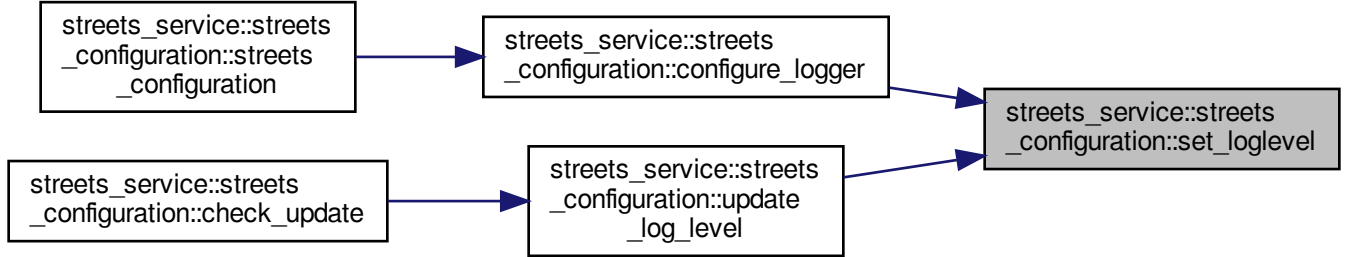 streets_service::streets
_configuration::streets
_configuration
streets_service::streets
_configuration::configure_logger
streets_service::streets
_configuration::set_loglevel
streets_service::streets
_configuration::check_update
streets_service::streets
_configuration::update
_log_level